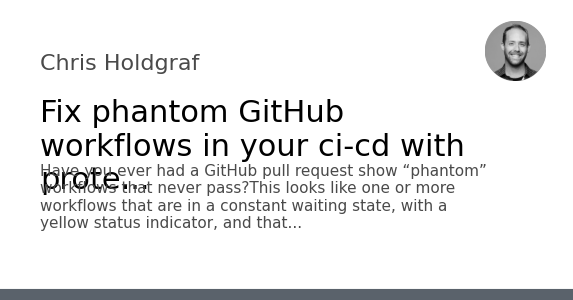 Chris Holdgraf
Fix phantom GitHub
workflows in your ci-cd with
prote...
Have you ever had a GitHub pull request show “phantom”
workflows that never pass?This looks like one or more
workflows that are in a constant waiting state, with a
yellow status indicator, and that...